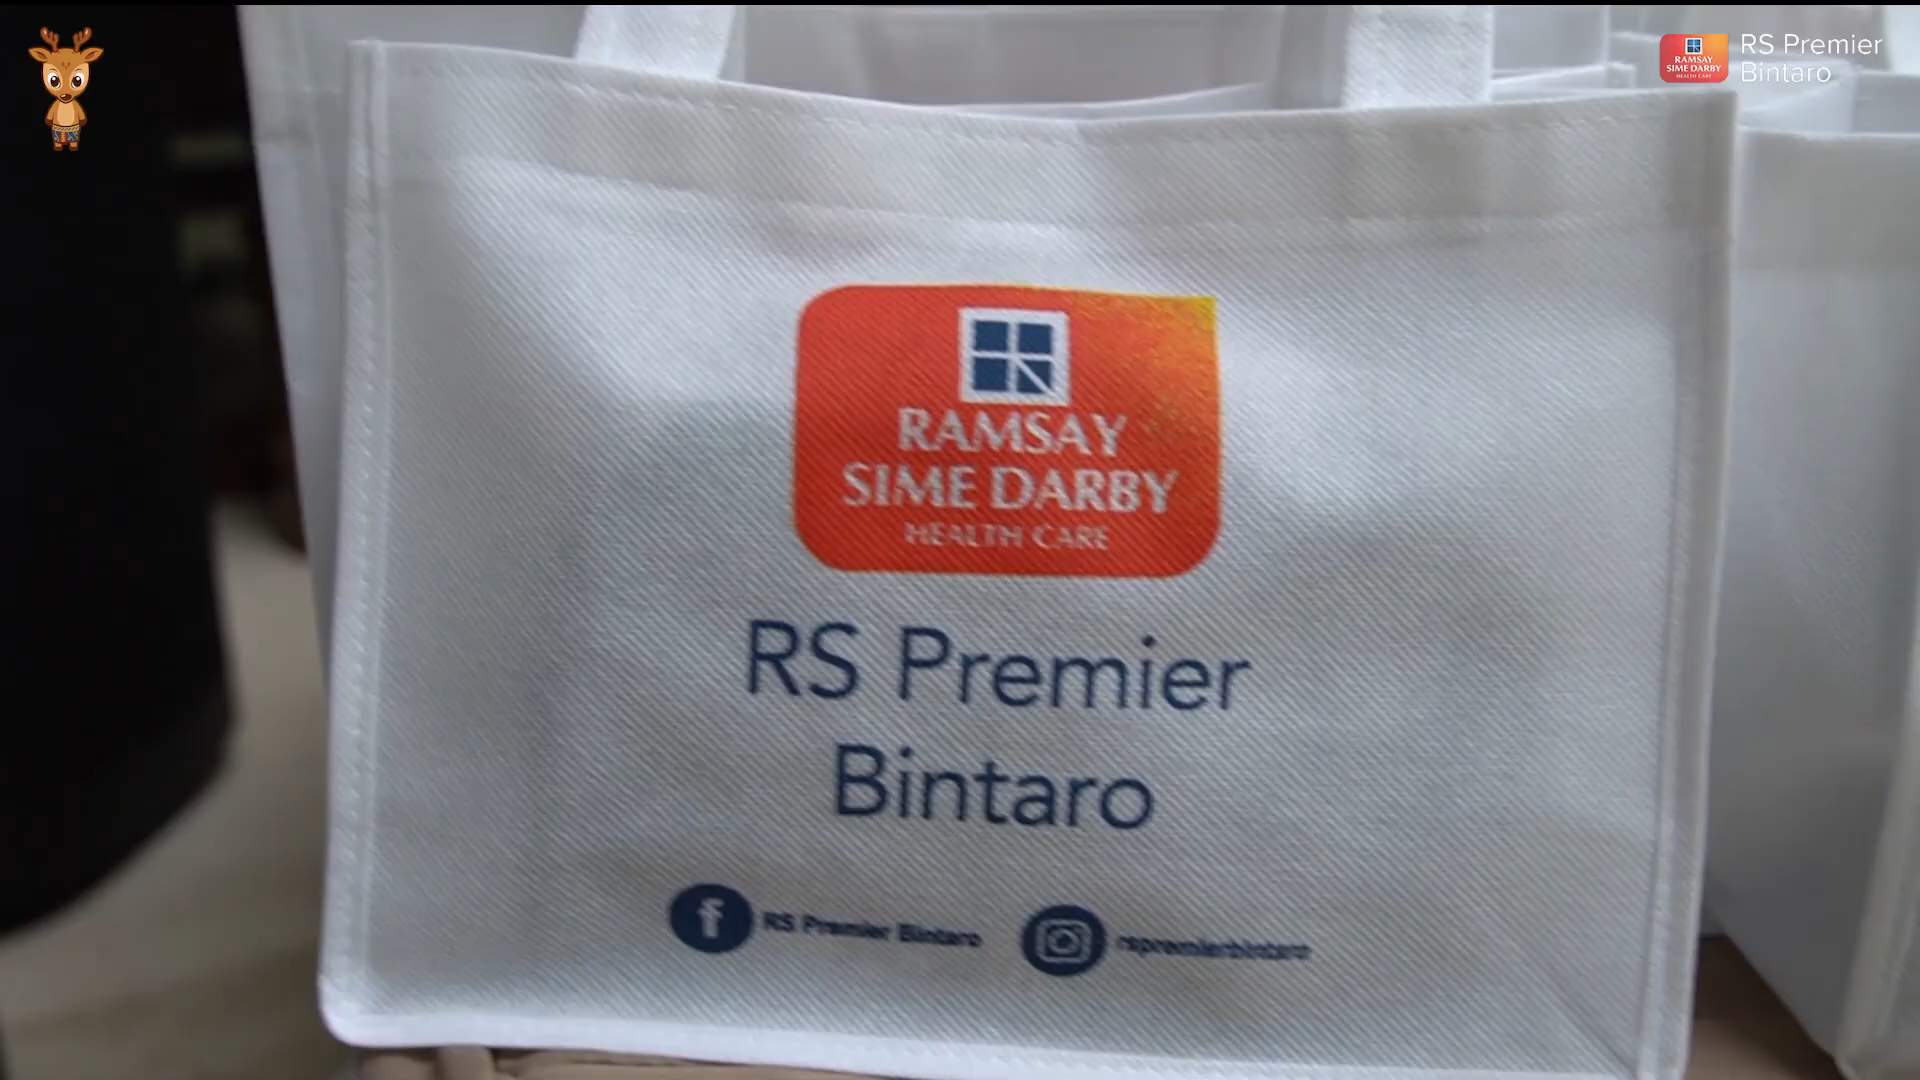 RAMSAY
SIME DARBY
HEALTH CARE
RS Premier
Bintaro
RAMSAY
SIME DARBY
HEALTH CARE
RS Premier
Bintaro
RS Premier Bintaro
rspremierbintaro